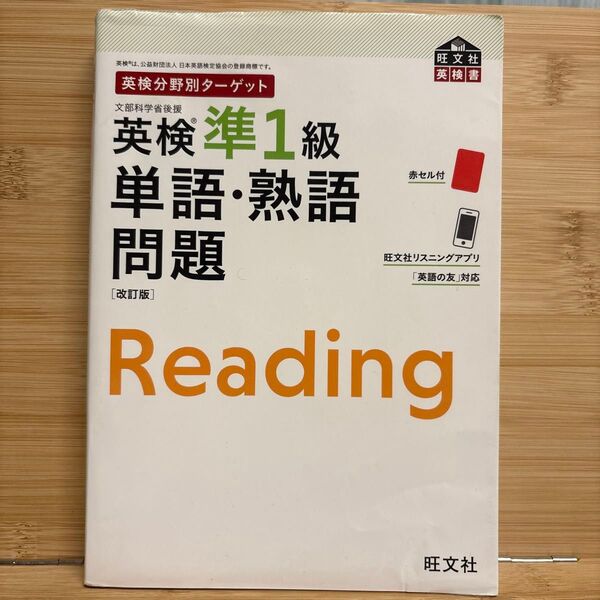 英検®は、公益財団法人 日本英語検定協会の登録商標です。
旺文社
英検書
英検分野別ターゲット
文部科学省後援
英検®準1級
単語・熟語
問題
[改訂版]
赤セル付
旺文社リスニングアプリ
「英語の友」対応
Reading
旺文社